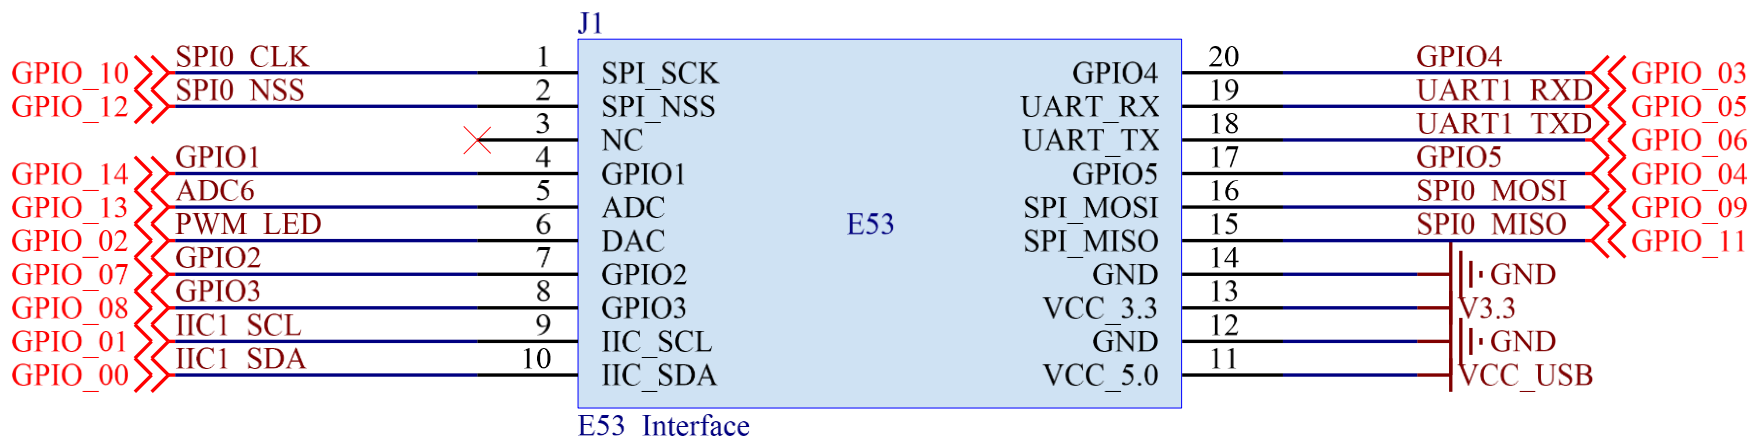 J1
GPIO_10 SPI0_CLK 1 SPI_SCK GPIO4 20 GPIO4 GPIO_03
GPIO_12 SPI0_NSS 2 SPI_NSS UART_RX 19 UART1_RXD GPIO_05
3 NC UART_TX 18 UART1_TXD GPIO_06
GPIO_14 GPIO1 4 GPIO1 GPIO5 17 GPIO5 GPIO_04
GPIO_13 ADC6 5 ADC SPI_MOSI 16 SPI0_MOSI GPIO_09
E53
GPIO_02 PWM_LED 6 DAC SPI_MISO 15 SPI0_MISO GPIO_11
GPIO_07 GPIO2 7 GPIO2 GND 14 GND
GPIO_08 GPIO3 8 GPIO3 VCC_3.3 13 V3.3
GPIO_01 IIC1_SCL 9 IIC_SCL GND 12 GND
GPIO_00 IIC1_SDA 10 IIC_SDA VCC_5.0 11 VCC_USB
E53 Interface